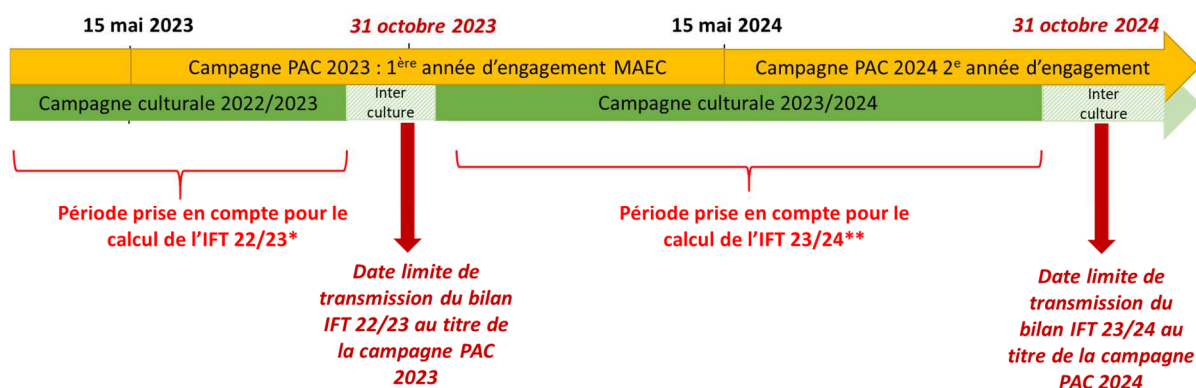 15 mai 2023
31 octobre 2023
15 mai 2024
31 octobre 2024
Campagne PAC 2023 : 1ère année d'engagement MAEC
Campagne PAC 2024 2e année d'engagement
Campagne culturale 2022/2023
Inter
culture
Campagne culturale 2023/2024
Inter
culture
Période prise en compte pour le
calcul de l'IFT 22/23*
Période prise en compte pour le
calcul de l'IFT 23/24**
Date limite de
transmission du bilan
IFT 22/23 au titre de
la campagne PAC
2023
Date limite de
transmission du
bilan IFT 23/24 au
titre de la campagne
PAC 2024